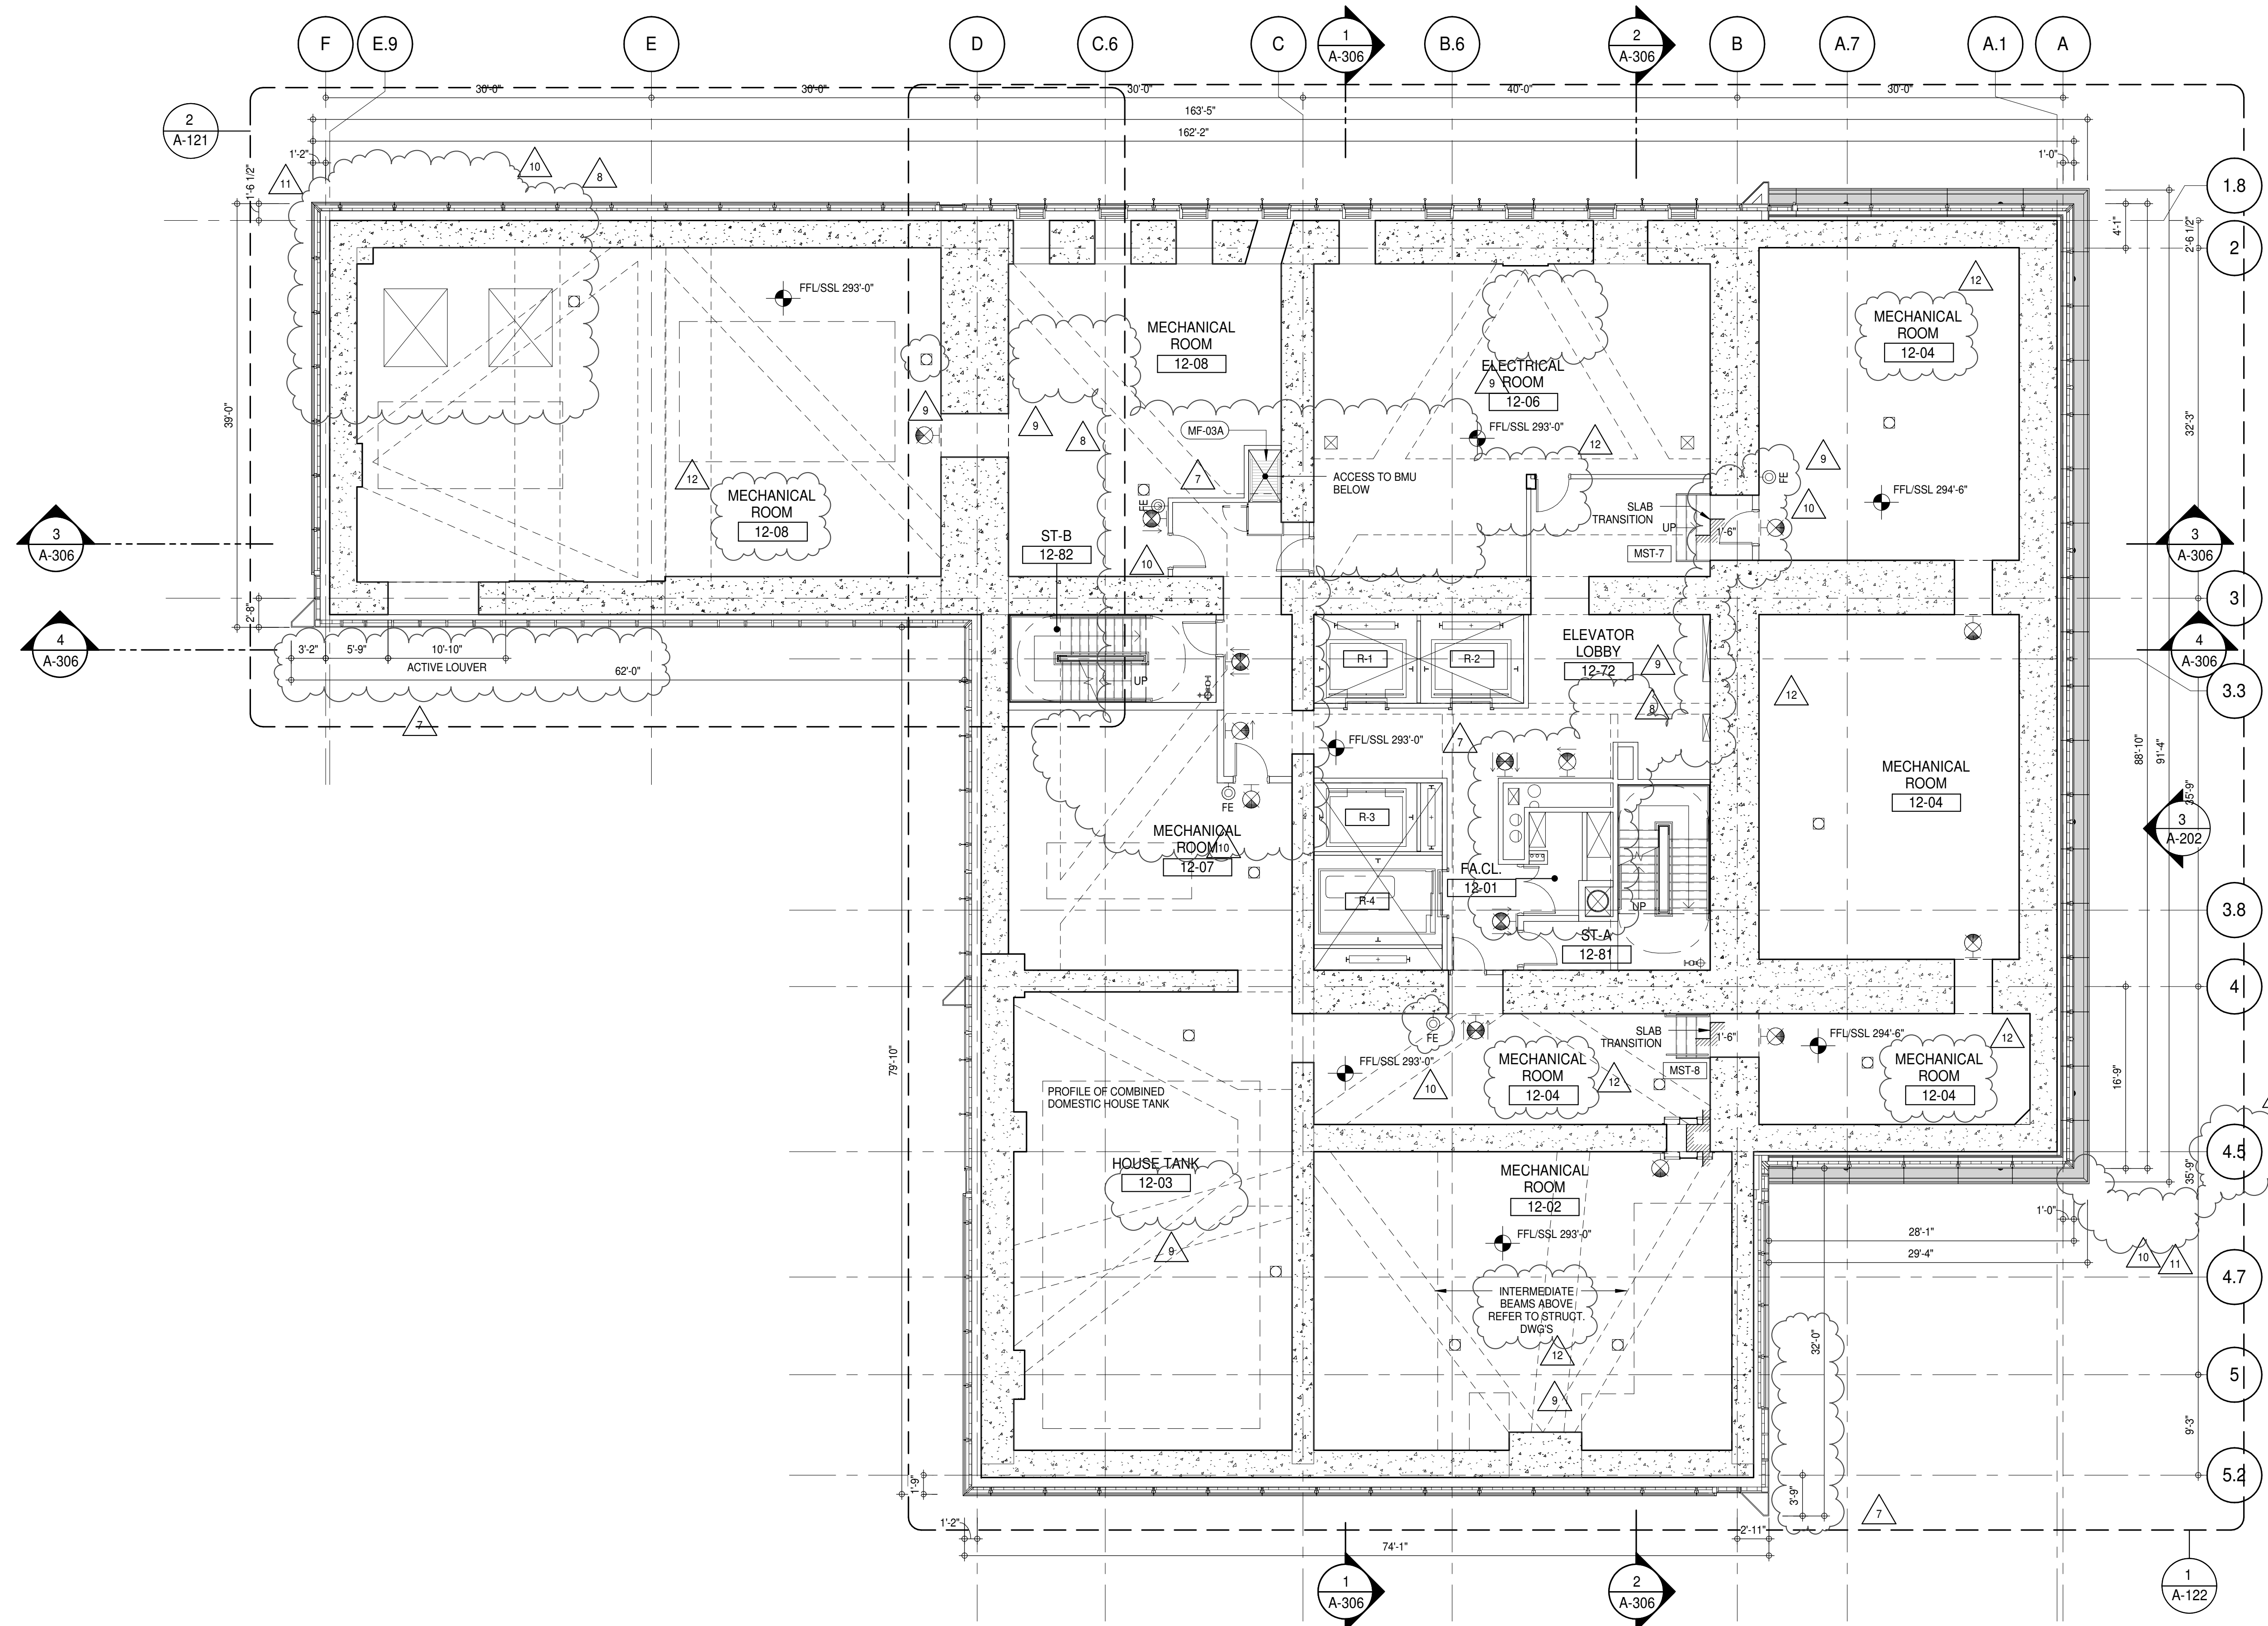 F
E.9
E
D
C.6
C
1
A-306
B.6
2
A-306
B
A.7
A.1
A
30'-0"
30'-0"
30'-0"
40'-0"
30'-0"
163'-5"
162'-2"
2
A-121
1'-2"
1'-0"
1'-6 1/2"
11
10
8
1.8
2
4'-1"
2'-6 1/2"
FFL/SSL 293'-0"
MECHANICAL
ROOM
12-08
ELECTRICAL
ROOM
12-06
9
MECHANICAL
ROOM
12-04
12
39'-0"
32'-3"
9
9
8
MF-03A
FFL/SSL 293'-0"
12
9
7
ACCESS TO BMU
BELOW
FE
12
MECHANICAL
ROOM
12-08
FE
FFL/SSL 294'-6"
10
SLAB
TRANSITION
UP
1'-6"
MST-7
3
A-306
3
A-306
ST-B
12-82
10
2'-8"
3
4
A-306
4
A-306
3'-2"
5'-9"
10'-10"
ACTIVE LOUVER
62'-0"
7
UP
R-1
R-2
ELEVATOR
LOBBY
12-72
9
8
12
3.3
FFL/SSL 293'-0"
7
88'-10"
91'-4"
35'-9"
MECHANICAL
ROOM
12-04
FE
R-3
3
A-202
MECHANICAL
ROOM
12-07
10
R-4
FA.CL.
12-01
UP
ST-A
12-81
3.8
4
FE
SLAB
TRANSITION
1'-6"
MST-8
FFL/SSL 294'-6"
12
FFL/SSL 293'-0"
10
MECHANICAL
ROOM
12-04
12
MECHANICAL
ROOM
12-04
79'-10"
16'-9"
PROFILE OF COMBINED
DOMESTIC HOUSE TANK
HOUSE TANK
12-03
9
MECHANICAL
ROOM
12-02
FFL/SSL 293'-0"
4.5
35'-9"
1'-0"
28'-1"
29'-4"
10
11
4.7
INTERMEDIATE
BEAMS ABOVE
REFER TO STRUCT.
DWG'S
12
9
32'-0"
5
9'-3"
5.2
3'-9"
7
1'-9"
1'-2"
2'-11"
74'-1"
1
A-306
2
A-306
1
A-122